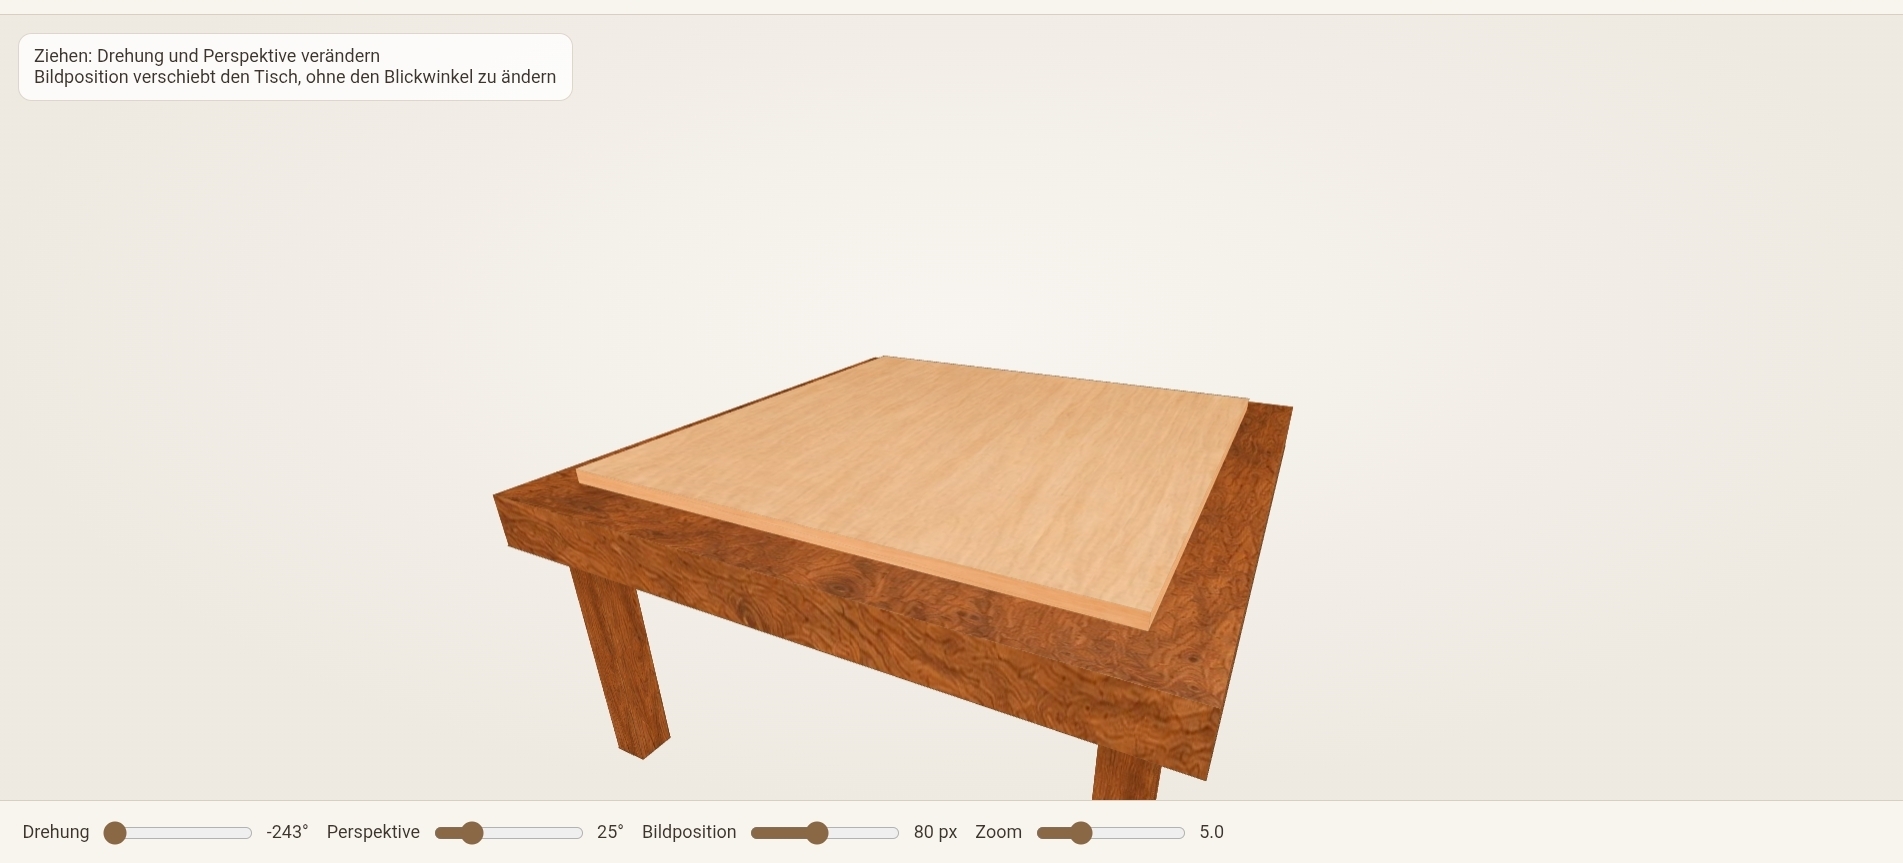 Ziehen: Drehung und Perspektive verändern
Bildposition verschiebt den Tisch, ohne den Blickwinkel zu ändern
Drehung -243° Perspektive 25° Bildposition 80 px Zoom 5.0